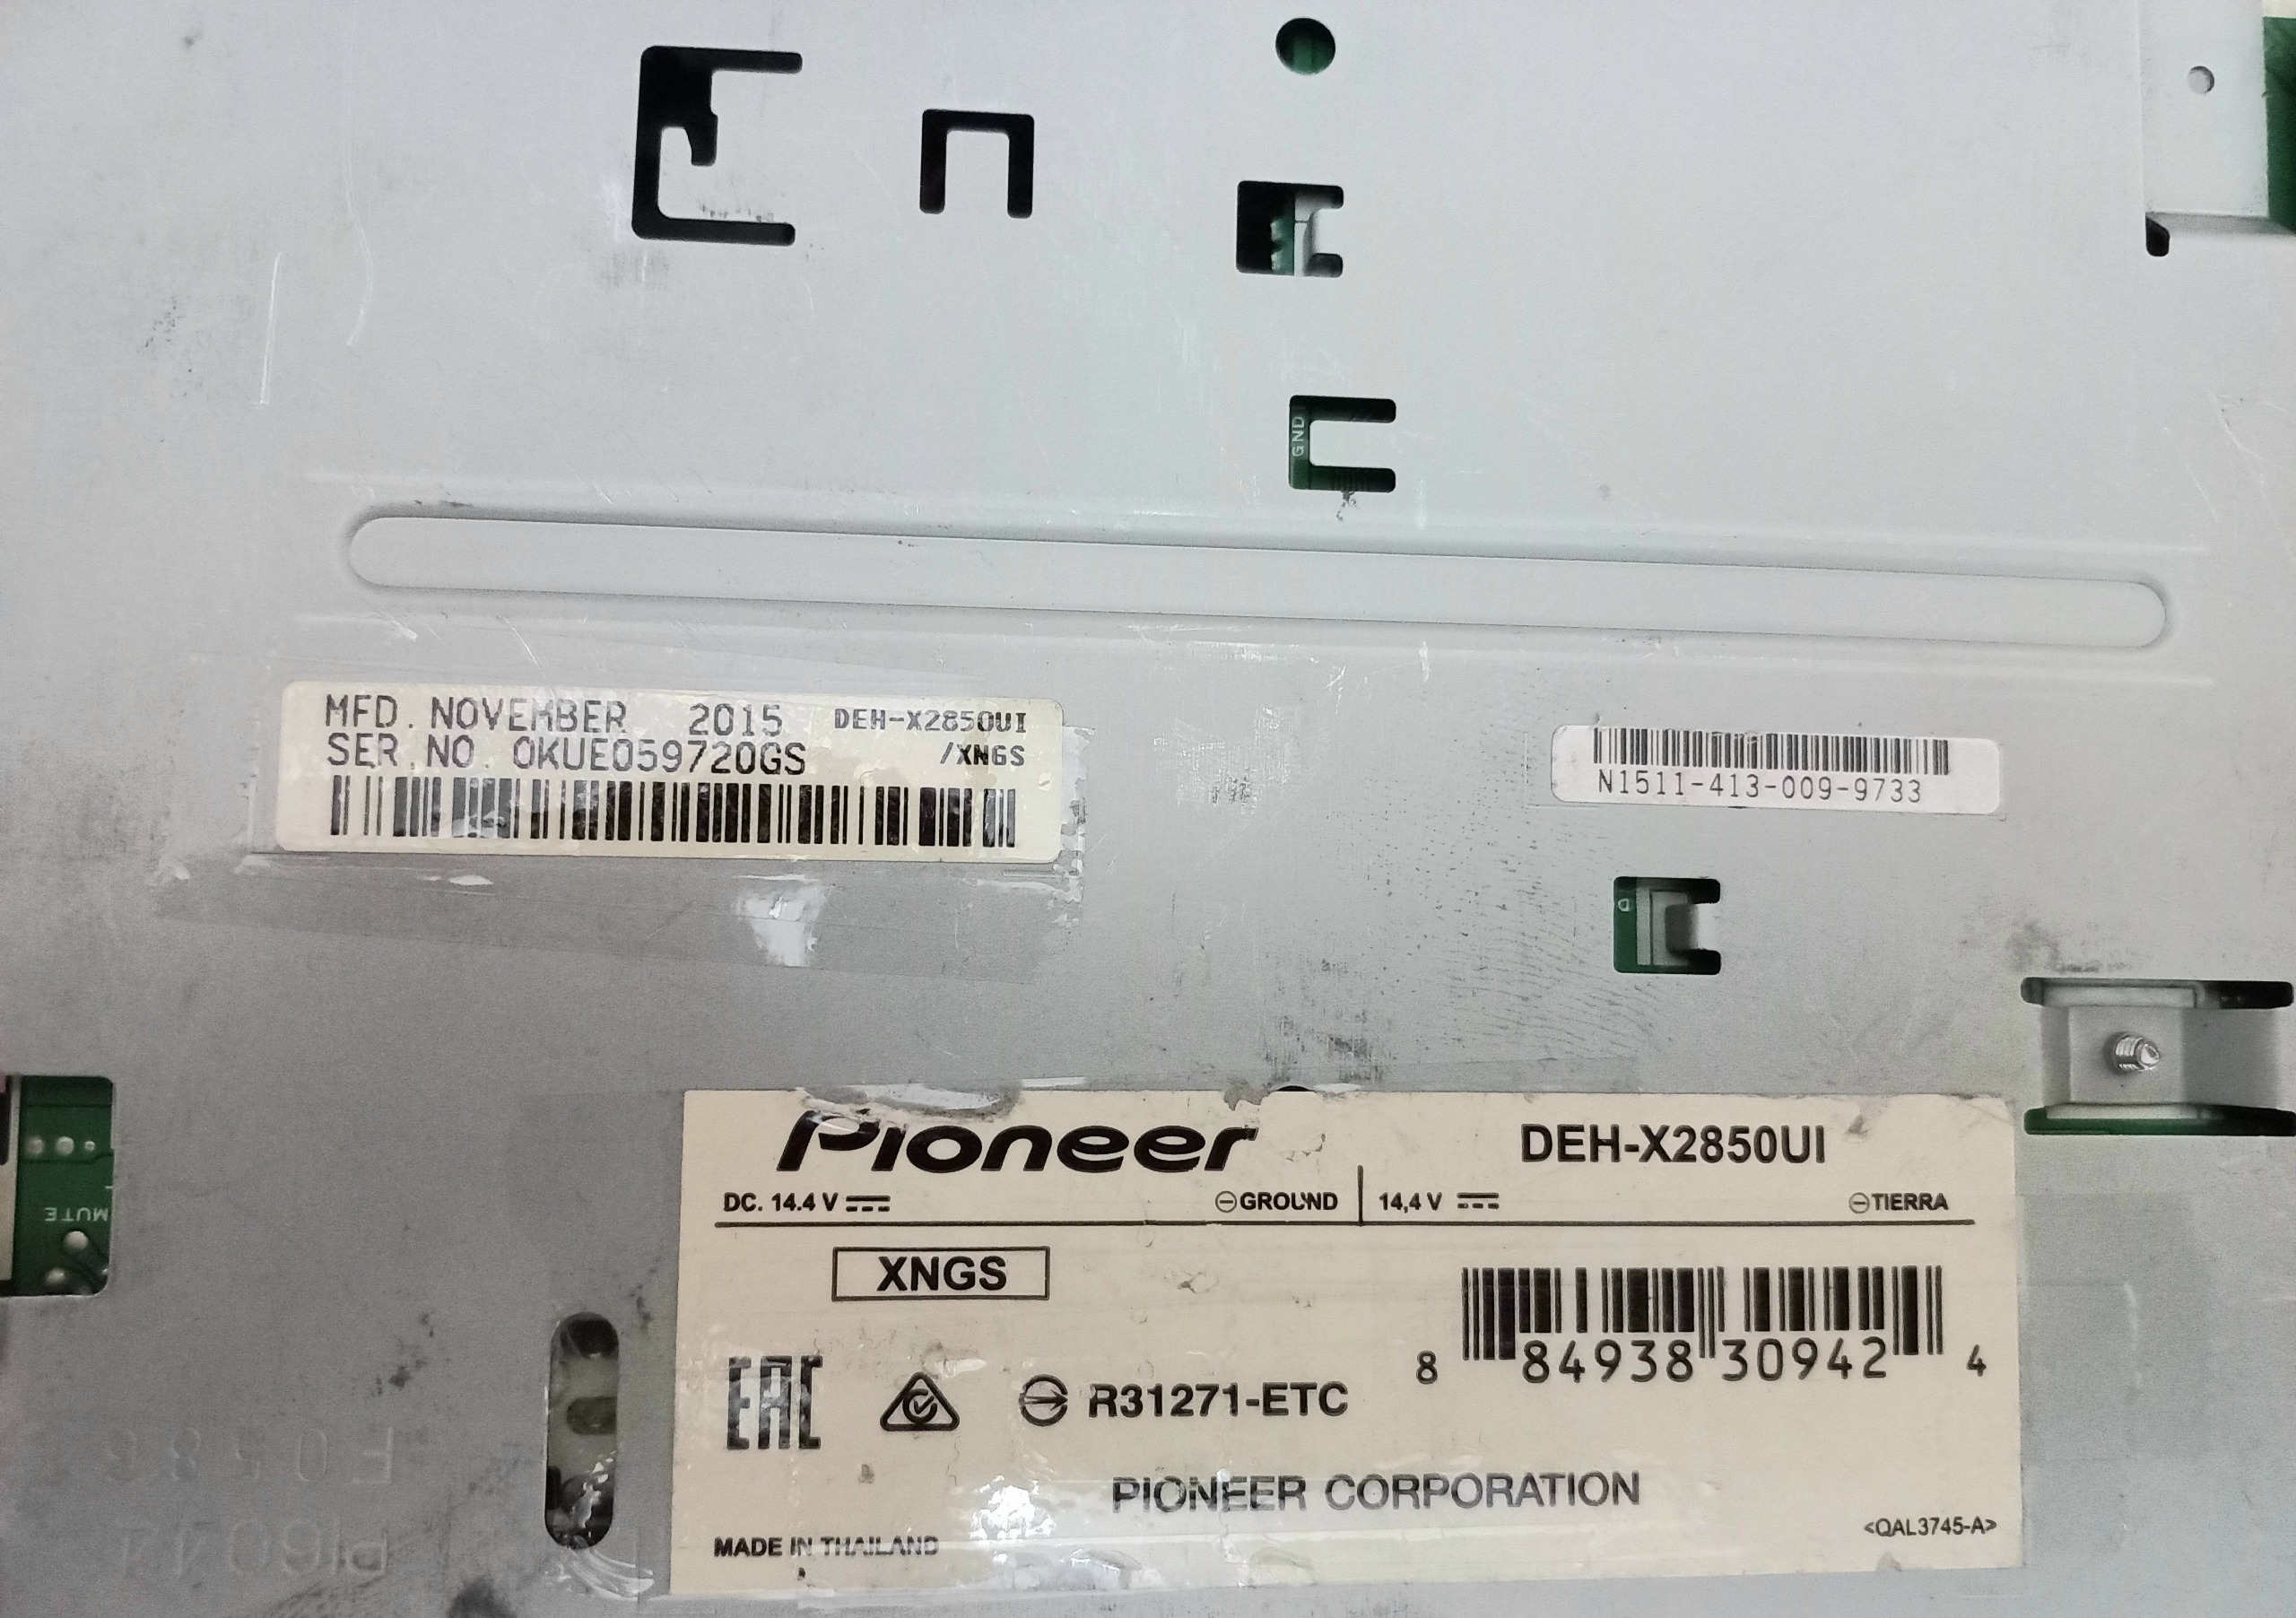 GND
MFD. NOVEMBER 2015 DEH-X2850UI
SER. NO. OKUE059720GS /XNGS
N1511-413-009-9733
D
MUTE
Pioneer DEH-X2850UI
DC. 14.4 V GROUND 14,4 V TIERRA
XNGS
8 84938 30942 4
EAC R31271-ETC
PIONEER CORPORATION
<QAL3745-A>
MADE IN THAILAND